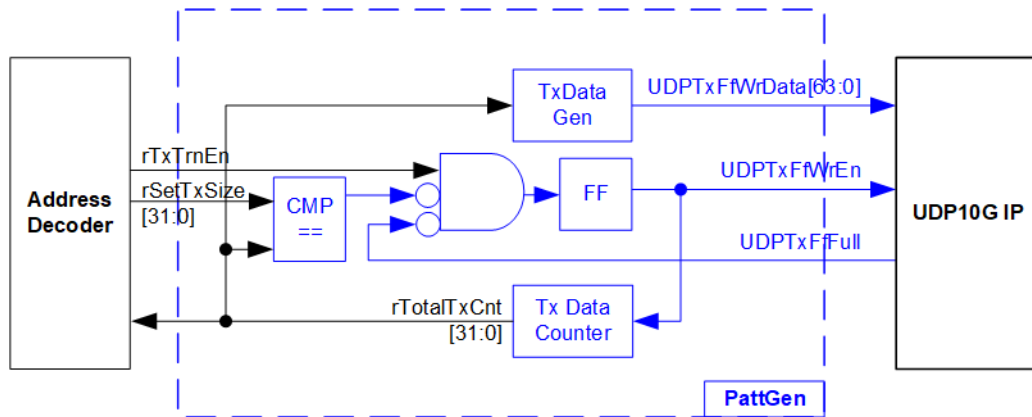 TxData
Gen
UDPTxFfWrData[63:0]
rTxTrnEn
rSetTxSize
[31:0]
Address
Decoder
CMP
==
FF
UDPTxFfWrEn
UDP10G IP
UDPTxFfFull
rTotalTxCnt
[31:0]
Tx Data
Counter
PattGen